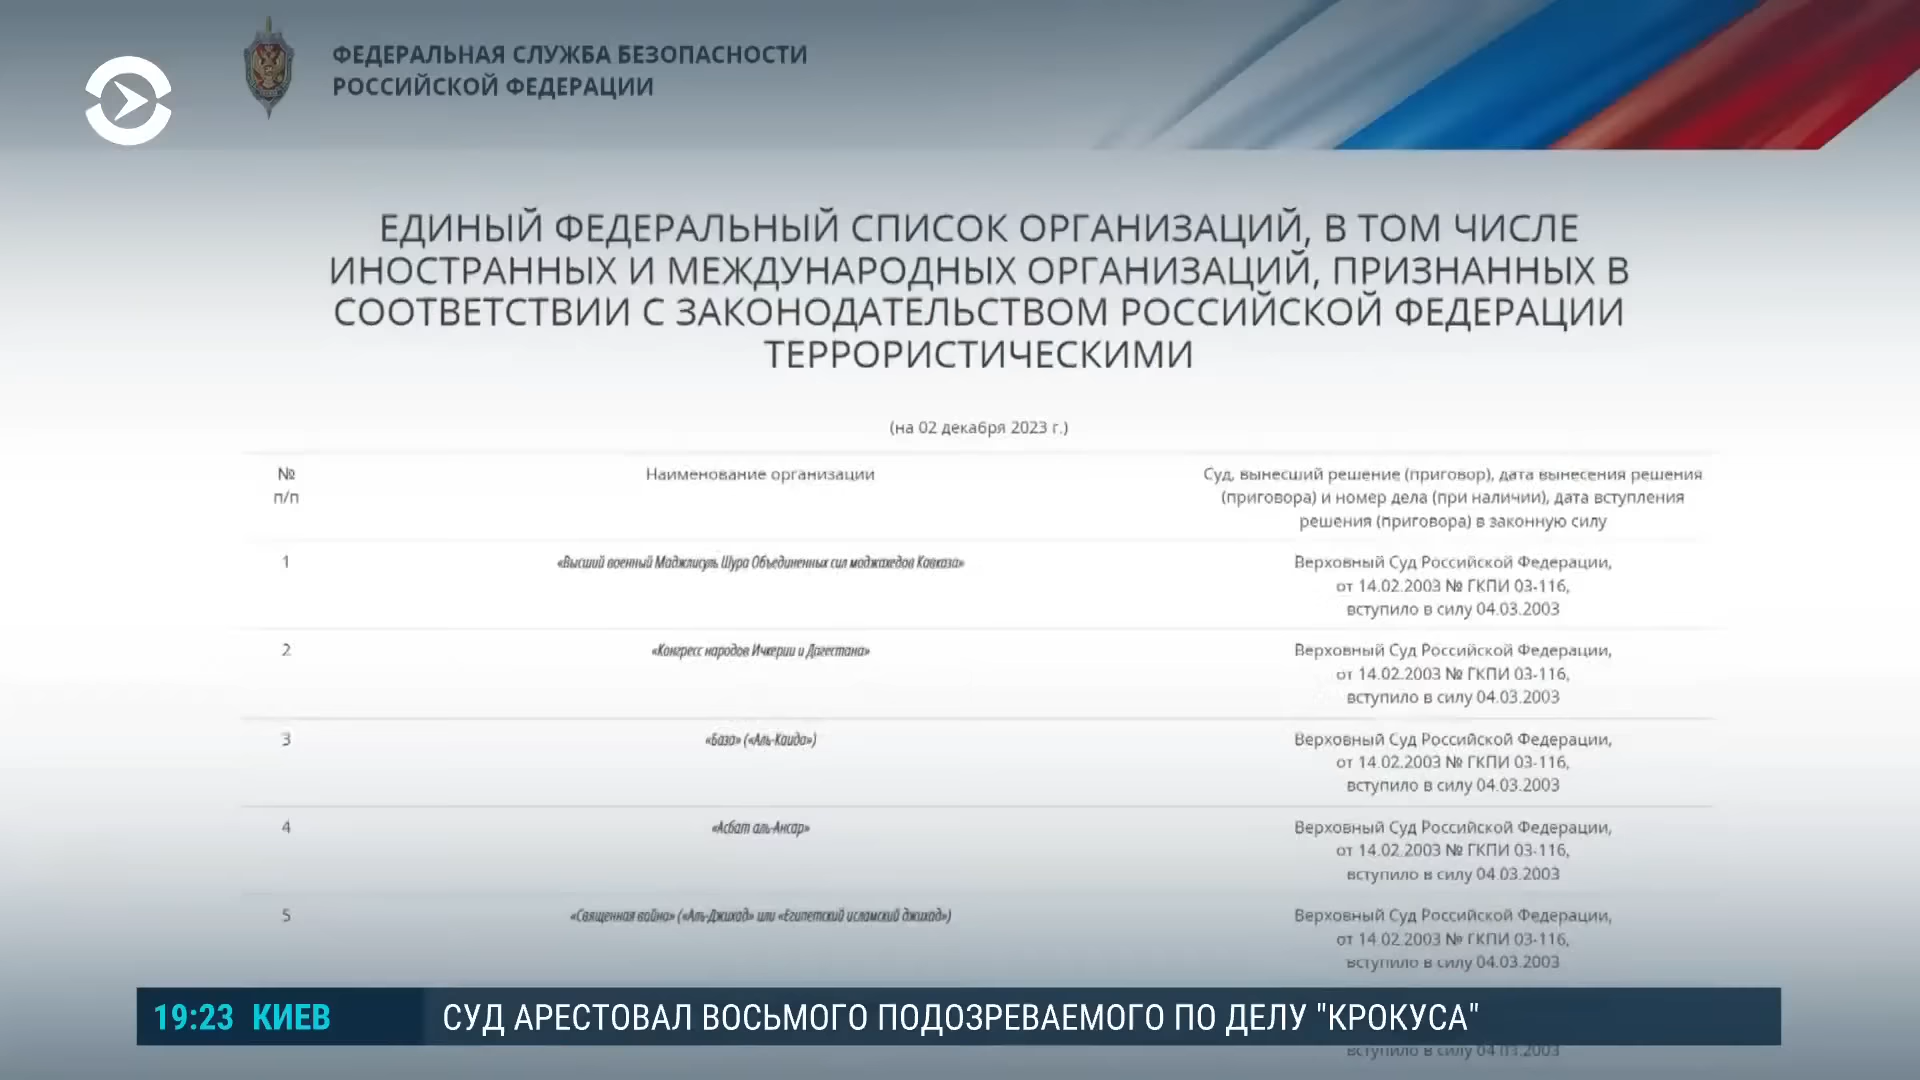 ФЕДЕРАЛЬНАЯ СЛУЖБА БЕЗОПАСНОСТИ
РОССИЙСКОЙ ФЕДЕРАЦИИ
ЕДИНЫЙ ФЕДЕРАЛЬНЫЙ СПИСОК ОРГАНИЗАЦИЙ, В ТОМ ЧИСЛЕ
ИНОСТРАННЫХ И МЕЖДУНАРОДНЫХ ОРГАНИЗАЦИЙ, ПРИЗНАННЫХ В
СООТВЕТСТВИИ С ЗАКОНОДАТЕЛЬСТВОМ РОССИЙСКОЙ ФЕДЕРАЦИИ
ТЕРРОРИСТИЧЕСКИМИ
(на 02 декабря 2023 г.)
№
п/п
Наименование организации
Суд, вынесший решение (приговор), дата вынесения решения
(приговора) и номер дела (при наличии), дата вступления
решения (приговора) в законную силу
1
«Высший военный Маджлисуль Шура Объединенных сил моджахедов Кавказа»
Верховный Суд Российской Федерации,
от 14.02.2003 № ГКПИ 03-116,
вступило в силу 04.03.2003
2
«Конгресс народов Ичкерии и Дагестана»
Верховный Суд Российской Федерации,
от 14.02.2003 № ГКПИ 03-116,
вступило в силу 04.03.2003
3
«База» («Аль-Каида»)
Верховный Суд Российской Федерации,
от 14.02.2003 № ГКПИ 03-116,
вступило в силу 04.03.2003
4
«Асбат аль-Ансар»
Верховный Суд Российской Федерации,
от 14.02.2003 № ГКПИ 03-116,
вступило в силу 04.03.2003
5
«Священная война» («Аль-Джихад» или «Египетский исламский джихад»)
Верховный Суд Российской Федерации,
от 14.02.2003 № ГКПИ 03-116,
вступило в силу 04.03.2003
19:23 КИЕВ
СУД АРЕСТОВАЛ ВОСЬМОГО ПОДОЗРЕВАЕМОГО ПО ДЕЛУ "КРОКУСА"
вступило в силу 04.03.2003